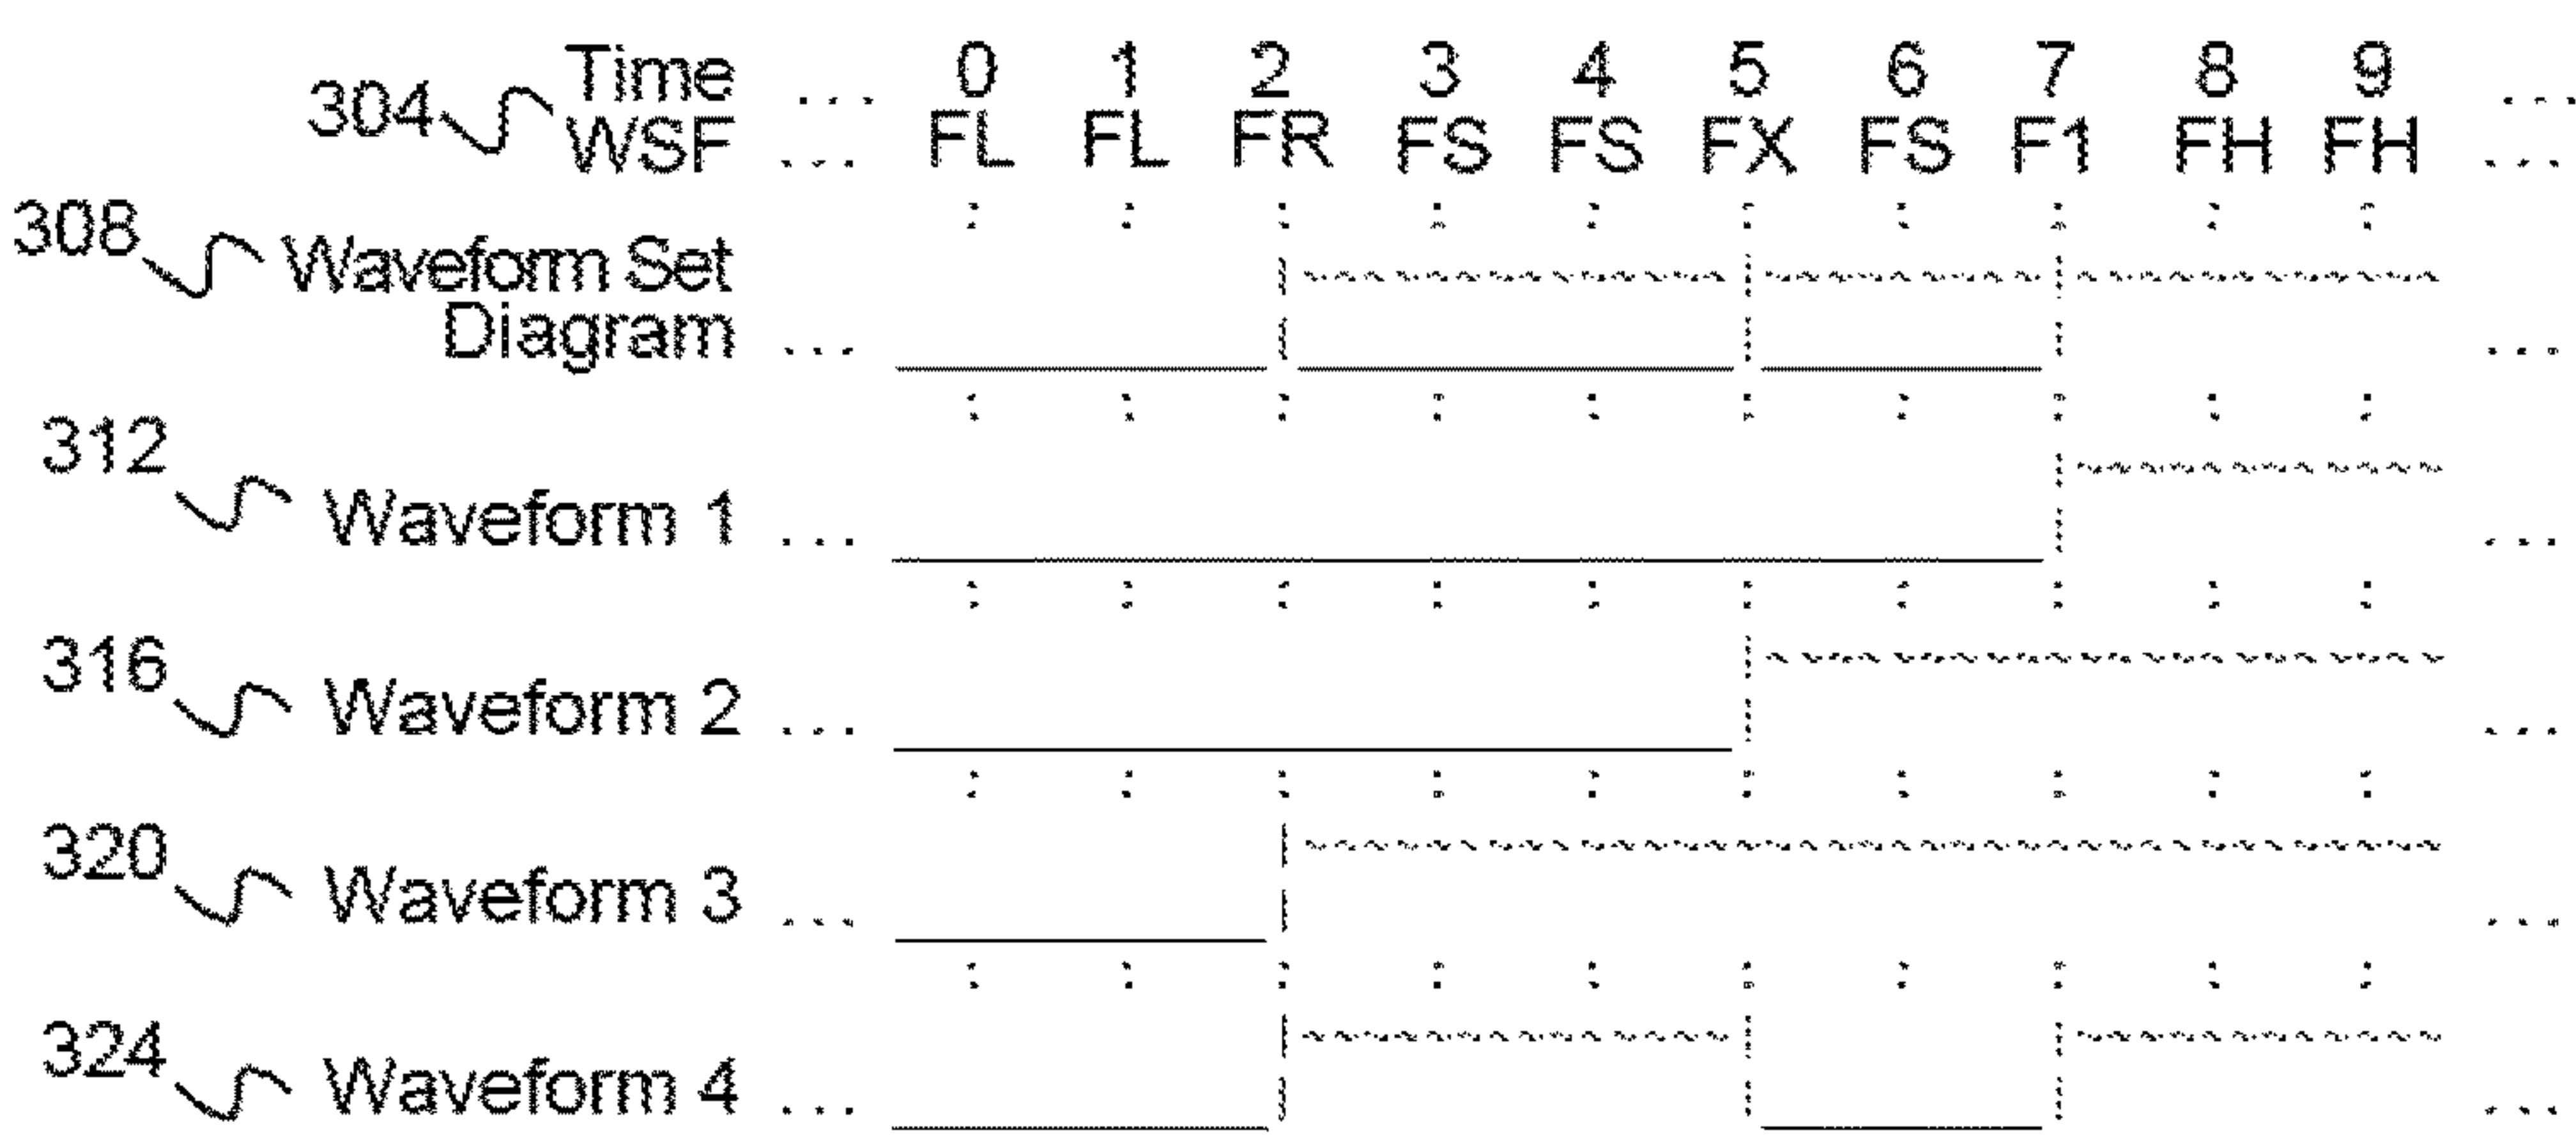 304 Time ... 0 1 2 3 4 5 6 7 8 9 ...
WSF ... FL FL FR FS FS FX FS F1 FH FH ...
308 Waveform Set
Diagram ... ...
312 Waveform 1 ... ...
316 Waveform 2 ... ...
320 Waveform 3 ... ...
324 Waveform 4 ... ...